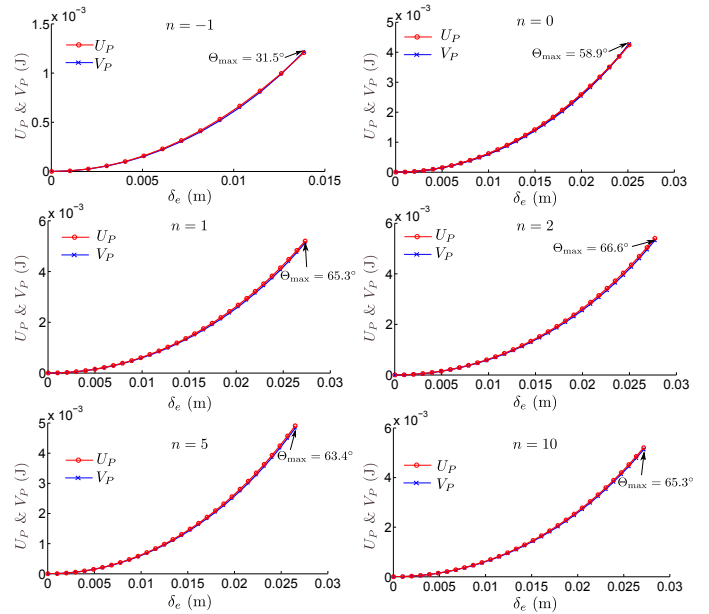 x 10⁻³
n = −1
1.5
1
0.5
0
U_P & V_P (J)
U_P
V_P
Θmax = 31.5°
0 0.005 0.01 0.015
δ_e (m)
x 10⁻³
n = 0
5
4
3
2
1
0
U_P & V_P (J)
U_P
V_P
Θmax = 58.9°
0 0.005 0.01 0.015 0.02 0.025 0.03
δ_e (m)
x 10⁻³
n = 1
6
4
2
0
U_P & V_P (J)
U_P
V_P
Θmax = 65.3°
0 0.005 0.01 0.015 0.02 0.025 0.03
δ_e (m)
x 10⁻³
n = 2
6
4
2
0
U_P & V_P (J)
U_P
V_P
Θmax = 66.6°
0 0.005 0.01 0.015 0.02 0.025 0.03
δ_e (m)
x 10⁻³
n = 5
5
4
3
2
1
0
U_P & V_P (J)
U_P
V_P
Θmax = 63.4°
0 0.005 0.01 0.015 0.02 0.025 0.03
δ_e (m)
x 10⁻³
n = 10
6
4
2
0
U_P & V_P (J)
U_P
V_P
Θmax = 65.3°
0 0.005 0.01 0.015 0.02 0.025 0.03
δ_e (m)